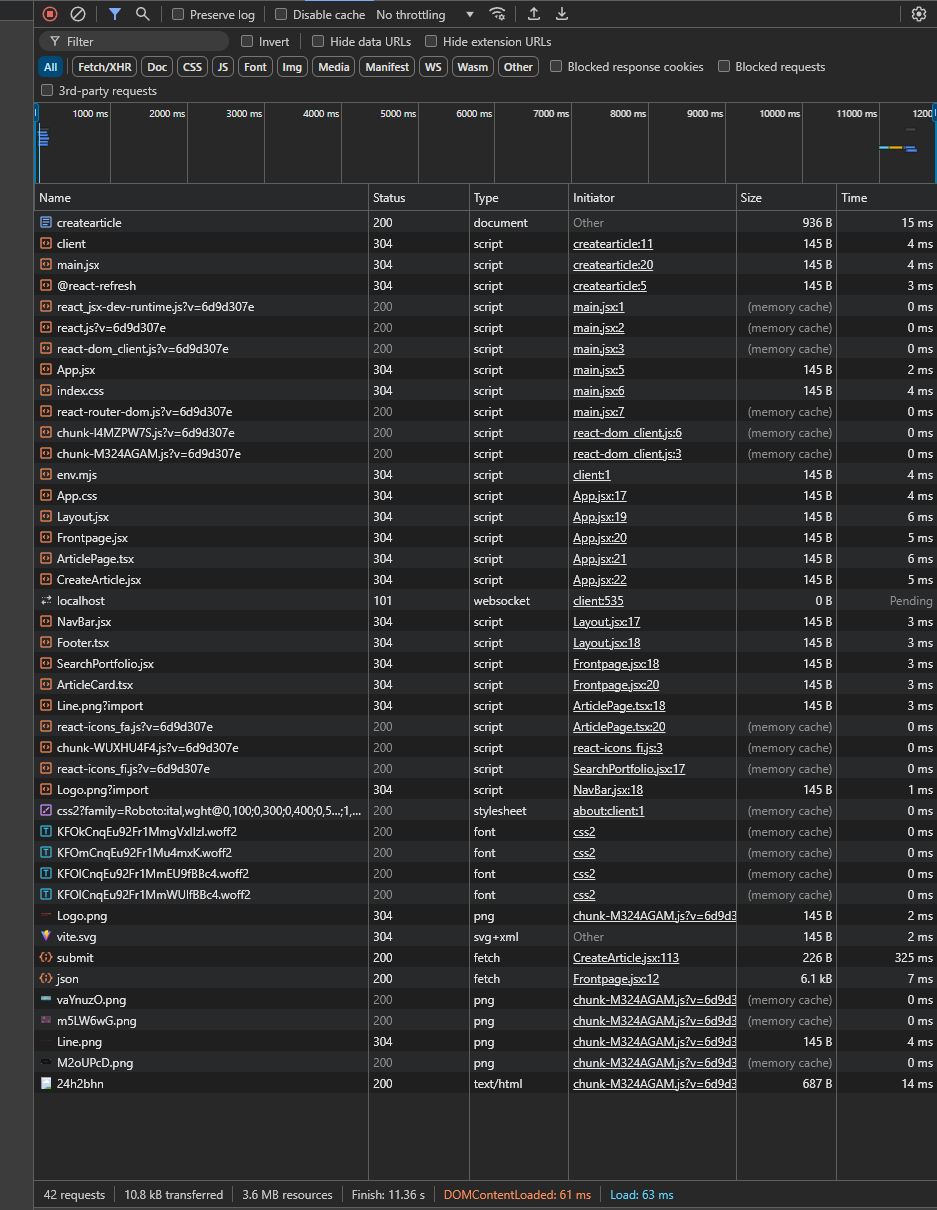 Preserve log Disable cache No throttling
Filter Invert Hide data URLs Hide extension URLs
All Fetch/XHR Doc CSS JS Font Img Media Manifest WS Wasm Other Blocked response cookies Blocked requests
3rd-party requests
1000 ms 2000 ms 3000 ms 4000 ms 5000 ms 6000 ms 7000 ms 8000 ms 9000 ms 10000 ms 11000 ms 1200
Name Status Type Initiator Size Time
createarticle 200 document Other 936 B 15 ms
client 304 script createarticle:11 145 B 4 ms
main.jsx 304 script createarticle:20 145 B 4 ms
@react-refresh 304 script createarticle:5 145 B 3 ms
react_jsx-dev-runtime.js?v=6d9d307e 200 script main.jsx:1 (memory cache) 0 ms
react.js?v=6d9d307e 200 script main.jsx:2 (memory cache) 0 ms
react-dom_client.js?v=6d9d307e 200 script main.jsx:3 (memory cache) 0 ms
App.jsx 304 script main.jsx:5 145 B 2 ms
index.css 304 script main.jsx:6 145 B 4 ms
react-router-dom.js?v=6d9d307e 200 script main.jsx:7 (memory cache) 0 ms
chunk-I4MZPW7S.js?v=6d9d307e 200 script react-dom_client.js:6 (memory cache) 0 ms
chunk-M324AGAM.js?v=6d9d307e 200 script react-dom_client.js:3 (memory cache) 0 ms
env.mjs 304 script client:1 145 B 4 ms
App.css 304 script App.jsx:17 145 B 4 ms
Layout.jsx 304 script App.jsx:19 145 B 6 ms
Frontpage.jsx 304 script App.jsx:20 145 B 5 ms
ArticlePage.tsx 304 script App.jsx:21 145 B 6 ms
CreateArticle.jsx 304 script App.jsx:22 145 B 5 ms
localhost 101 websocket client:535 0 B Pending
NavBar.jsx 304 script Layout.jsx:17 145 B 3 ms
Footer.tsx 304 script Layout.jsx:18 145 B 3 ms
SearchPortfolio.jsx 304 script Frontpage.jsx:18 145 B 3 ms
ArticleCard.tsx 304 script Frontpage.jsx:20 145 B 3 ms
Line.png?import 304 script ArticlePage.tsx:18 145 B 3 ms
react-icons_fa.js?v=6d9d307e 200 script ArticlePage.tsx:20 (memory cache) 0 ms
chunk-WUXHU4F4.js?v=6d9d307e 200 script react-icons_fi.js:3 (memory cache) 0 ms
react-icons_fi.js?v=6d9d307e 200 script SearchPortfolio.jsx:17 (memory cache) 0 ms
Logo.png?import 304 script NavBar.jsx:18 145 B 1 ms
css2?family=Roboto:ital,wght@0,100;0,300;0,400;0,5...;1,... 200 stylesheet about:client:1 (memory cache) 0 ms
KFOkCnqEu92Fr1MmgVxIIzI.woff2 200 font css2 (memory cache) 0 ms
KFOmCnqEu92Fr1Mu4mxK.woff2 200 font css2 (memory cache) 0 ms
KFOlCnqEu92Fr1MmEU9fBBc4.woff2 200 font css2 (memory cache) 0 ms
KFOlCnqEu92Fr1MmWUlfBBc4.woff2 200 font css2 (memory cache) 0 ms
Logo.png 304 png chunk-M324AGAM.js?v=6d9d3 145 B 2 ms
vite.svg 304 svg+xml Other 145 B 2 ms
submit 200 fetch CreateArticle.jsx:113 226 B 325 ms
json 200 fetch Frontpage.jsx:12 6.1 kB 7 ms
vaYnuzO.png 200 png chunk-M324AGAM.js?v=6d9d3 (memory cache) 0 ms
m5LW6wG.png 200 png chunk-M324AGAM.js?v=6d9d3 (memory cache) 0 ms
Line.png 304 png chunk-M324AGAM.js?v=6d9d3 145 B 4 ms
M2oUPcD.png 200 png chunk-M324AGAM.js?v=6d9d3 (memory cache) 0 ms
24h2bhn 200 text/html chunk-M324AGAM.js?v=6d9d3 687 B 14 ms
42 requests 10.8 kB transferred 3.6 MB resources Finish: 11.36 s DOMContentLoaded: 61 ms Load: 63 ms